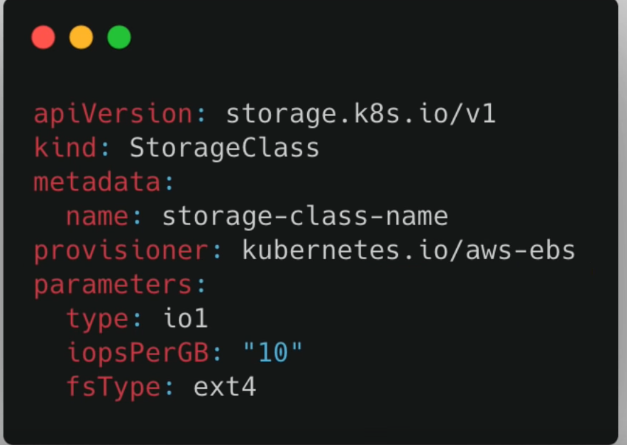 apiVersion: storage.k8s.io/v1
kind: StorageClass
metadata:
  name: storage-class-name
provisioner: kubernetes.io/aws-ebs
parameters:
  type: io1
  iopsPerGB: "10"
  fsType: ext4